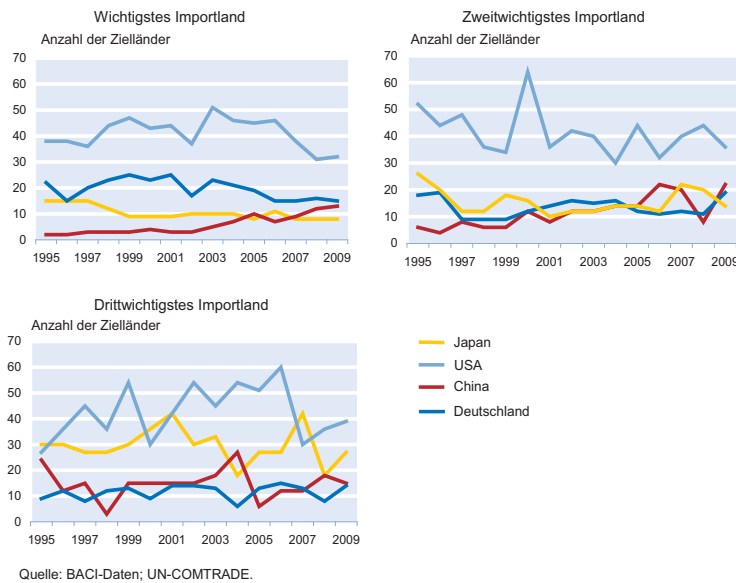 Wichtigstes Importland
Anzahl der Zielländer
70
60
50
40
30
20
10
0
1995 1997 1999 2001 2003 2005 2007 2009
Zweitwichtigstes Importland
Anzahl der Zielländer
70
60
50
40
30
20
10
0
1995 1997 1999 2001 2003 2005 2007 2009
Drittwichtigstes Importland
Anzahl der Zielländer
70
60
50
40
30
20
10
0
1995 1997 1999 2001 2003 2005 2007 2009
Japan
USA
China
Deutschland
Quelle: BACI-Daten; UN-COMTRADE.